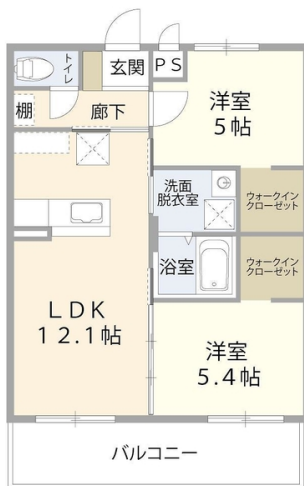 トイレ
玄関
PS
棚
廊下
洋室
5帖
洗面
脱衣室
ウォークイン
クローゼット
浴室
ウォークイン
クローゼット
LDK
12.1帖
洋室
5.4帖
バルコニー